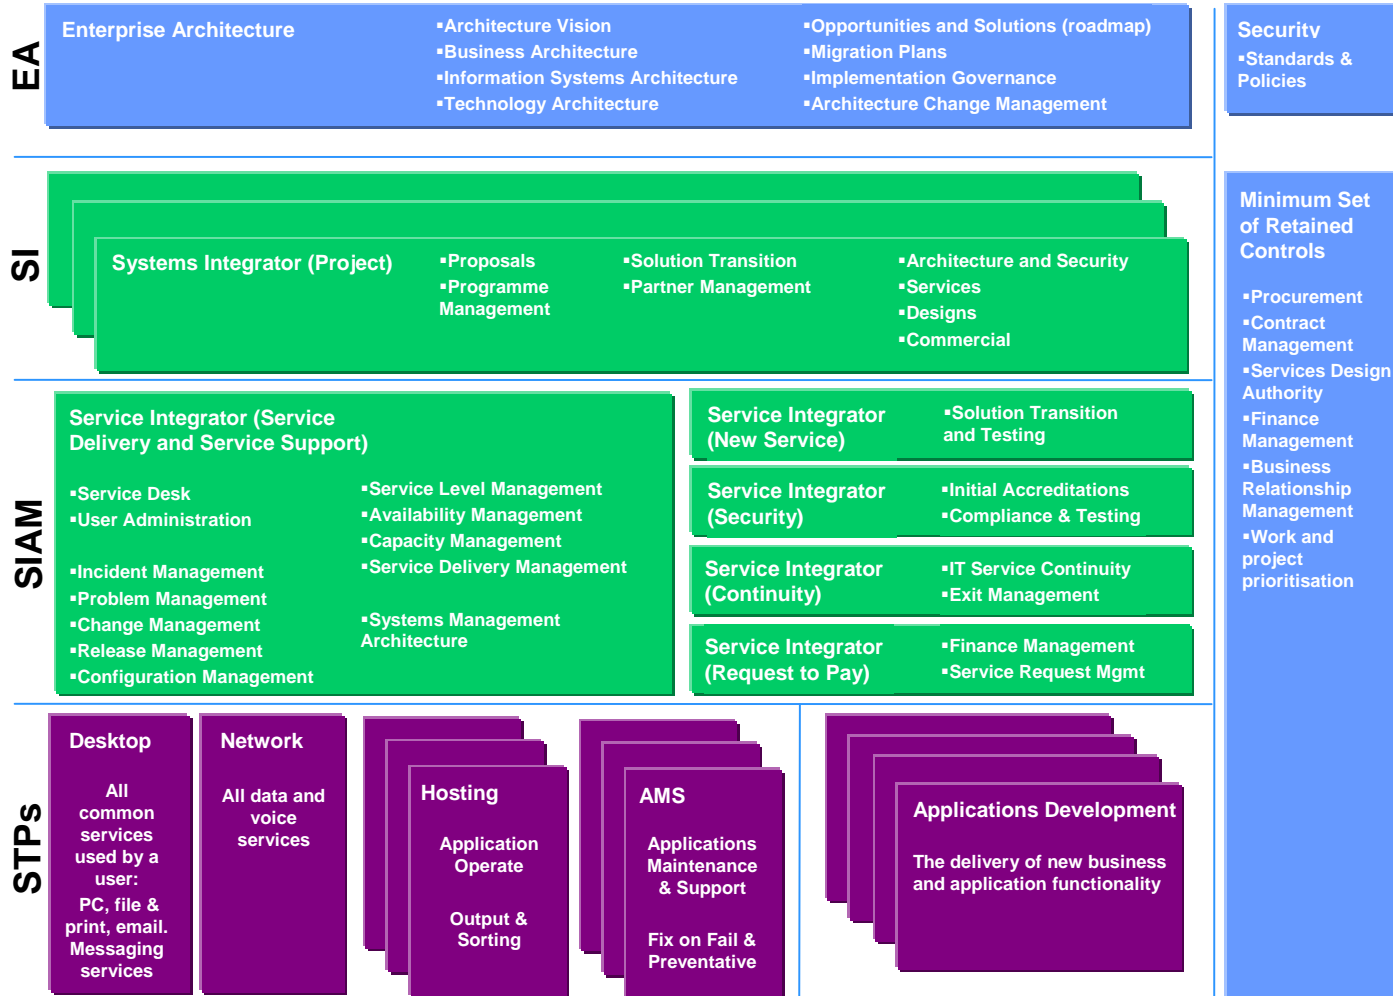 EA
Enterprise Architecture
▪Architecture Vision
▪Business Architecture
▪Information Systems Architecture
▪Technology Architecture
▪Opportunities and Solutions (roadmap)
▪Migration Plans
▪Implementation Governance
▪Architecture Change Management
Security
▪Standards &
Policies
SI
Systems Integrator (Project)
▪Proposals
▪Programme
Management
▪Solution Transition
▪Partner Management
▪Architecture and Security
▪Services
▪Designs
▪Commercial
Minimum Set
of Retained
Controls
▪Procurement
▪Contract
Management
▪Services Design
Authority
▪Finance
Management
▪Business
Relationship
Management
▪Work and
project
prioritisation
SIAM
Service Integrator (Service
Delivery and Service Support)
▪Service Desk
▪User Administration
▪Incident Management
▪Problem Management
▪Change Management
▪Release Management
▪Configuration Management
▪Service Level Management
▪Availability Management
▪Capacity Management
▪Service Delivery Management
▪Systems Management
Architecture
Service Integrator
(New Service)
▪Solution Transition
and Testing
Service Integrator
(Security)
▪Initial Accreditations
▪Compliance & Testing
Service Integrator
(Continuity)
▪IT Service Continuity
▪Exit Management
Service Integrator
(Request to Pay)
▪Finance Management
▪Service Request Mgmt
STPs
Desktop
All
common
services
used by a
user:
PC, file &
print, email.
Messaging
services
Network
All data and
voice
services
Hosting
Application
Operate
Output &
Sorting
AMS
Applications
Maintenance
& Support
Fix on Fail &
Preventative
Applications Development
The delivery of new business
and application functionality